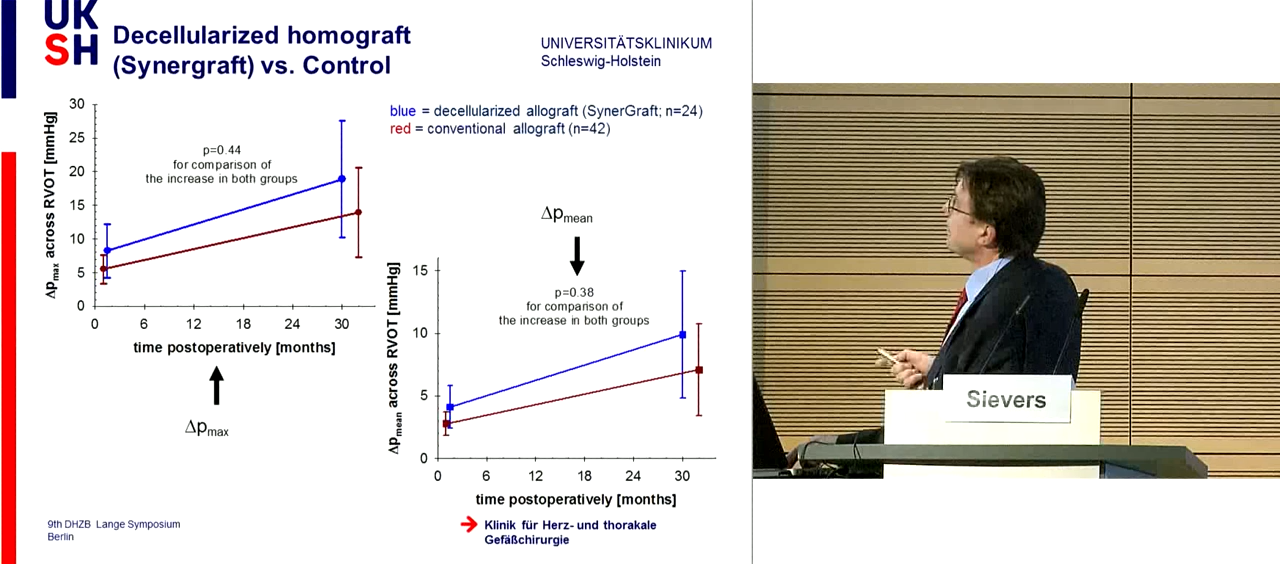 UK
SH
Decellularized homograft
(Synergraft) vs. Control
UNIVERSITÄTSKLINIKUM
Schleswig-Holstein
blue = decellularized allograft (SynerGraft; n=24)
red = conventional allograft (n=42)
Δpmax across RVOT [mmHg]
30
25
20
15
10
5
0
p=0.44
for comparison of
the increase in both groups
0 6 12 18 24 30
time postoperatively [months]
Δpmax
Δpmean
Δpmean across RVOT [mmHg]
15
10
5
0
p=0.38
for comparison of
the increase in both groups
0 6 12 18 24 30
time postoperatively [months]
9th DHZB Lange Symposium
Berlin
Klinik für Herz- und thorakale
Gefäßchirurgie
Sievers